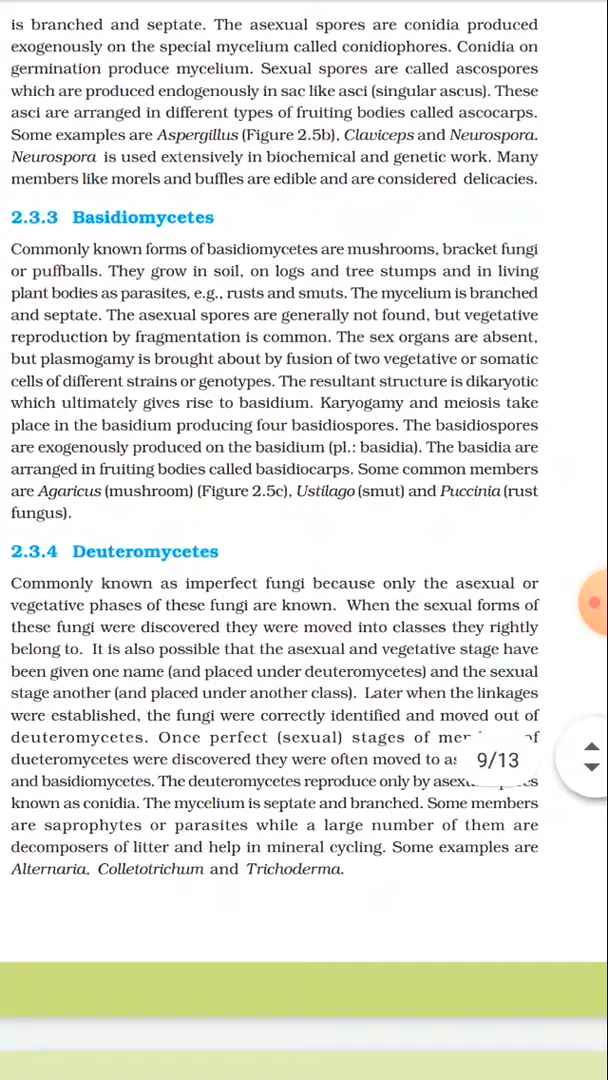 is branched and septate. The asexual spores are conidia produced
exogenously on the special mycelium called conidiophores. Conidia on
germination produce mycelium. Sexual spores are called ascospores
which are produced endogenously in sac like asci (singular ascus). These
asci are arranged in different types of fruiting bodies called ascocarps.
Some examples are Aspergillus (Figure 2.5b), Claviceps and Neurospora.
Neurospora is used extensively in biochemical and genetic work. Many
members like morels and buffles are edible and are considered delicacies.
2.3.3 Basidiomycetes
Commonly known forms of basidiomycetes are mushrooms, bracket fungi
or puffballs. They grow in soil, on logs and tree stumps and in living
plant bodies as parasites, e.g., rusts and smuts. The mycelium is branched
and septate. The asexual spores are generally not found, but vegetative
reproduction by fragmentation is common. The sex organs are absent,
but plasmogamy is brought about by fusion of two vegetative or somatic
cells of different strains or genotypes. The resultant structure is dikaryotic
which ultimately gives rise to basidium. Karyogamy and meiosis take
place in the basidium producing four basidiospores. The basidiospores
are exogenously produced on the basidium (pl.: basidia). The basidia are
arranged in fruiting bodies called basidiocarps. Some common members
are Agaricus (mushroom) (Figure 2.5c), Ustilago (smut) and Puccinia (rust
fungus).
2.3.4 Deuteromycetes
Commonly known as imperfect fungi because only the asexual or
vegetative phases of these fungi are known. When the sexual forms of
these fungi were discovered they were moved into classes they rightly
belong to. It is also possible that the asexual and vegetative stage have
been given one name (and placed under deuteromycetes) and the sexual
stage another (and placed under another class). Later when the linkages
were established, the fungi were correctly identified and moved out of
deuteromycetes. Once perfect (sexual) stages of
dueteromycetes were discovered they were often moved to
9/13
and basidiomycetes. The deuteromycetes reproduce only by
known as conidia. The mycelium is septate and branched. Some members
are saprophytes or parasites while a large number of them are
decomposers of litter and help in mineral cycling. Some examples are
Alternaria, Colletotrichum and Trichoderma.